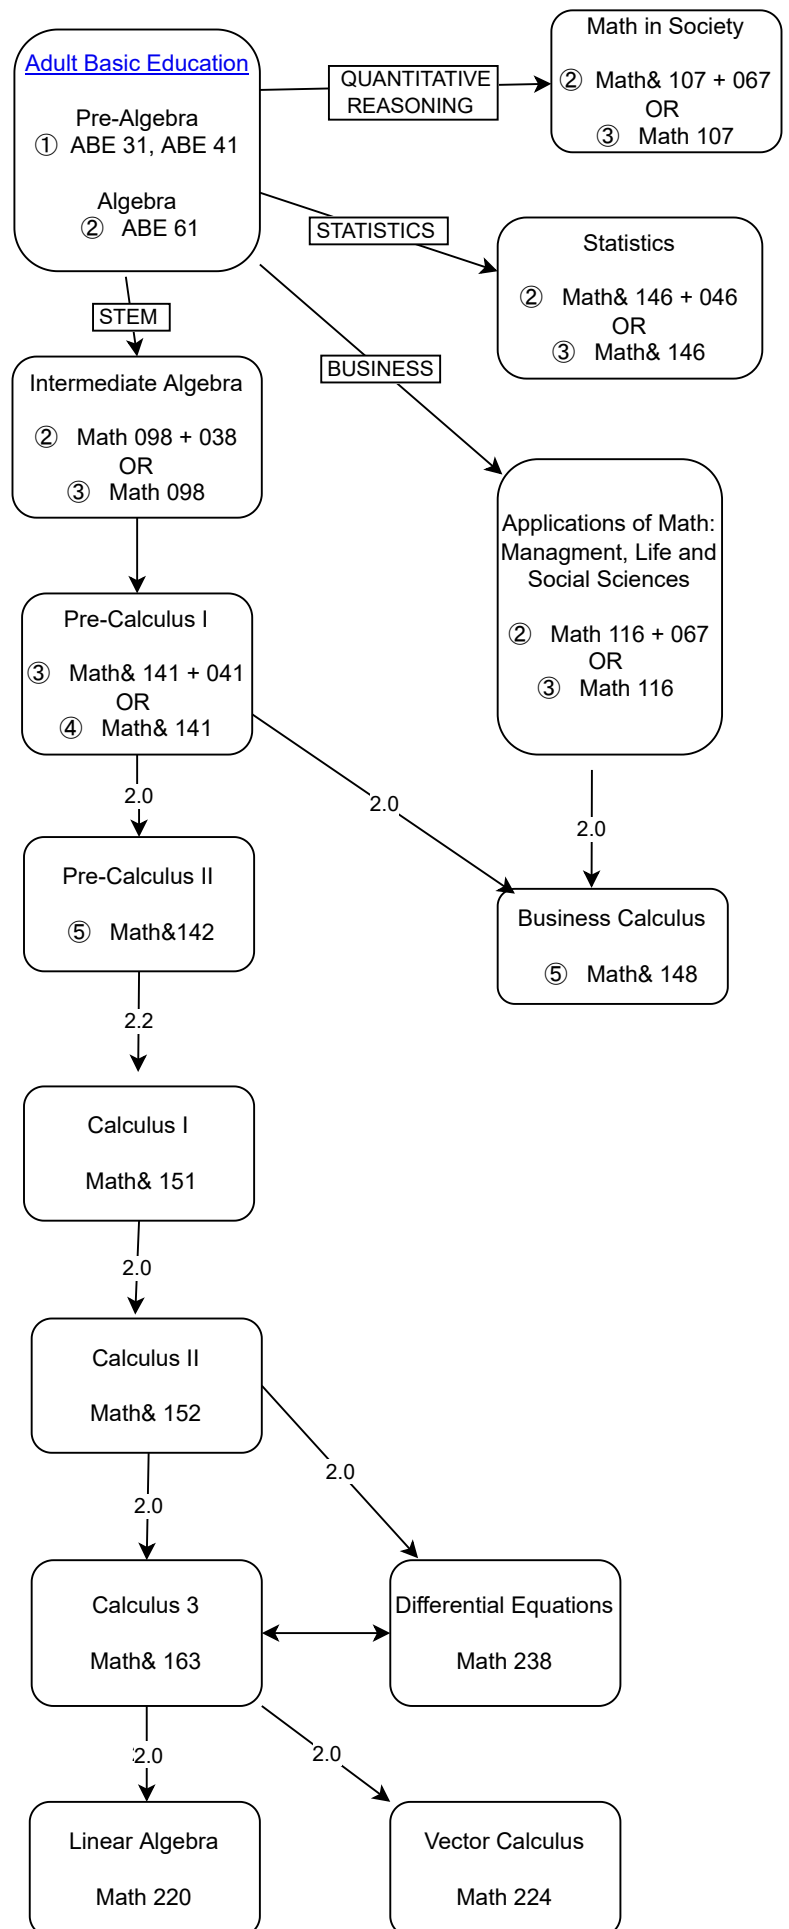 Adult Basic Education
Pre-Algebra
① ABE 31, ABE 41
Algebra
② ABE 61
QUANTITATIVE
REASONING
Math in Society
② Math& 107 + 067
OR
③ Math 107
STATISTICS
Statistics
② Math& 146 + 046
OR
③ Math& 146
STEM
BUSINESS
Intermediate Algebra
② Math 098 + 038
OR
③ Math 098
Applications of Math:
Managment, Life and
Social Sciences
② Math 116 + 067
OR
③ Math 116
Pre-Calculus I
③ Math& 141 + 041
OR
④ Math& 141
2.0
2.0
2.0
Pre-Calculus II
⑤ Math&142
Business Calculus
⑤ Math& 148
2.2
Calculus I
Math& 151
2.0
Calculus II
Math& 152
2.0
2.0
Calculus 3
Math& 163
Differential Equations
Math 238
2.0
2.0
Linear Algebra
Math 220
Vector Calculus
Math 224